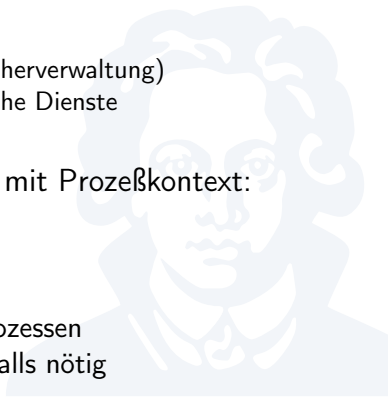 herverwaltung)
he Dienste
mit Prozeßkontext:
ozessen
alls nötig